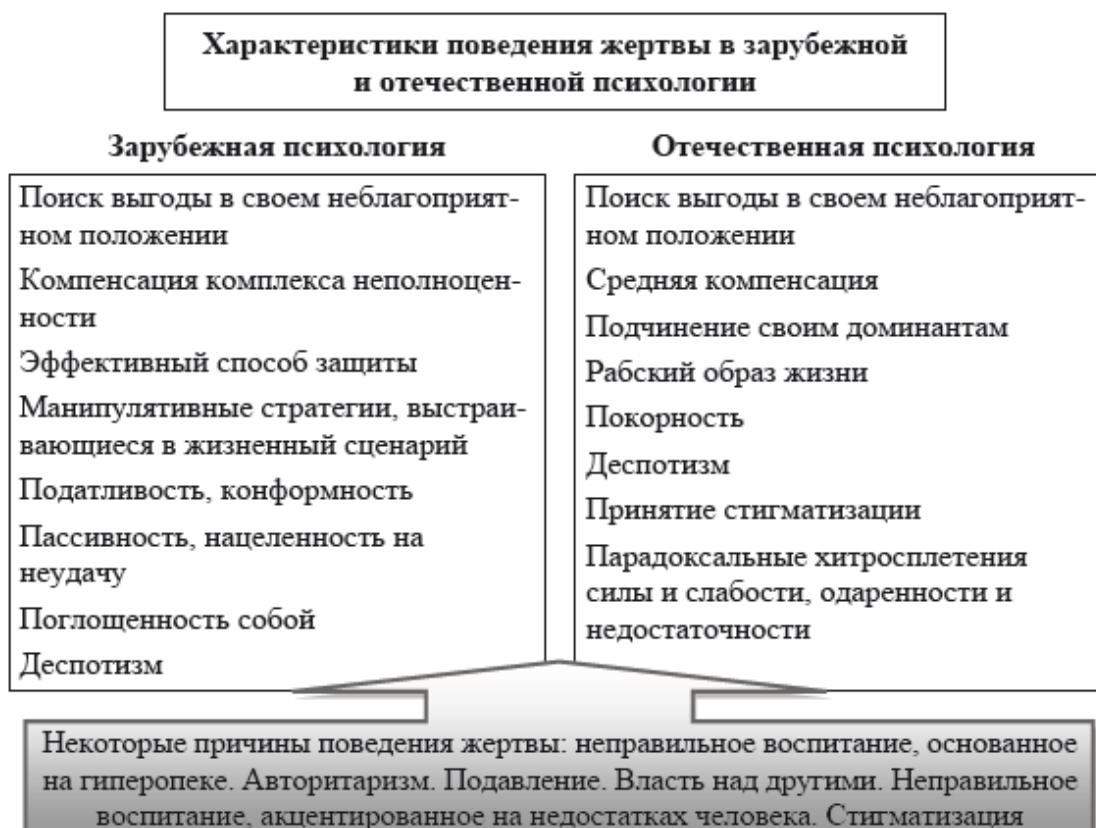 Характеристики поведения жертвы в зарубежной
и отечественной психологии
Зарубежная психология
Поиск выгоды в своем неблагоприят-
ном положении
Компенсация комплекса неполноцен-
ности
Эффективный способ защиты
Манипулятивные стратегии, выстраи-
вающиеся в жизненный сценарий
Податливость, конформность
Пассивность, нацеленность на
неудачу
Поглощенность собой
Деспотизм
Отечественная психология
Поиск выгоды в своем неблагоприят-
ном положении
Средняя компенсация
Подчинение своим доминантам
Рабский образ жизни
Покорность
Деспотизм
Принятие стигматизации
Парадоксальные хитросплетения
силы и слабости, одаренности и
недостаточности
Некоторые причины поведения жертвы: неправильное воспитание, основанное
на гиперопеке. Авторитаризм. Подавление. Власть над другими. Неправильное
воспитание, акцентированное на недостатках человека. Стигматизация